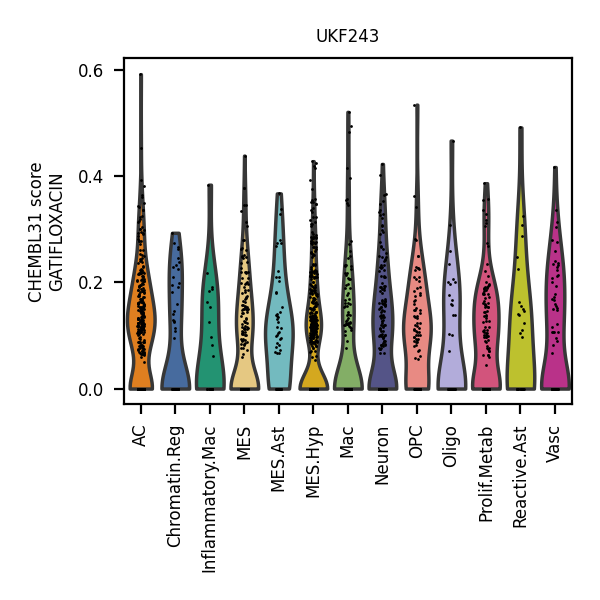 UKF243
CHEMBL31 score
GATIFLOXACIN
0.6
0.4
0.2
0.0
AC
Chromatin.Reg
Inflammatory.Mac
MES
MES.Ast
MES.Hyp
Mac
Neuron
OPC
Oligo
Prolif.Metab
Reactive.Ast
Vasc